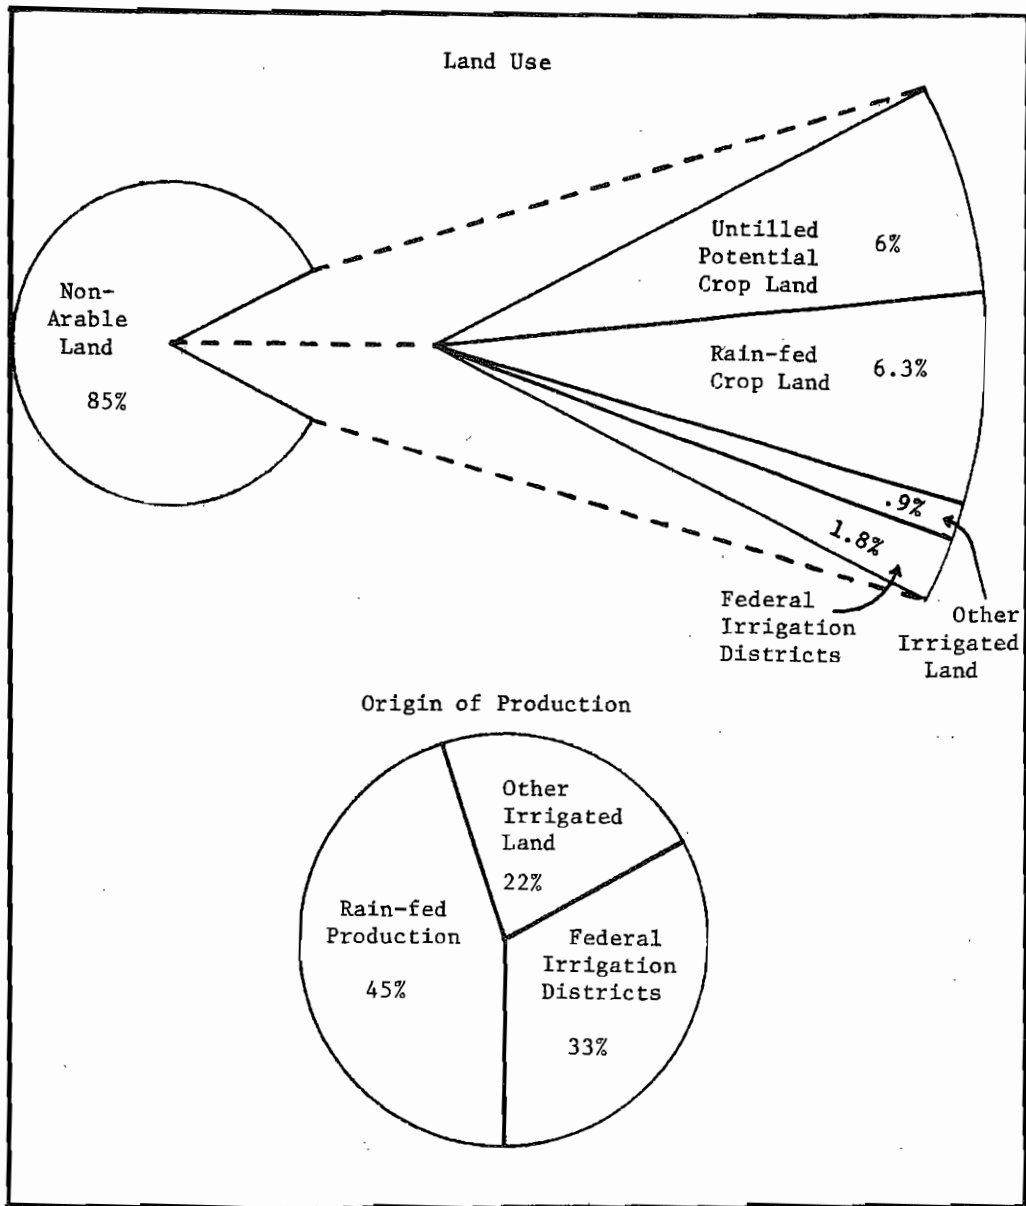 Land Use
Non-
Arable
Land
85%
Untilled
Potential
Crop Land
6%
Rain-fed
Crop Land
6.3%
.9%
1.8%
Federal
Irrigation
Districts
Other
Irrigated
Land
Origin of Production
Other
Irrigated
Land
22%
Rain-fed
Production
45%
Federal
Irrigation
Districts
33%